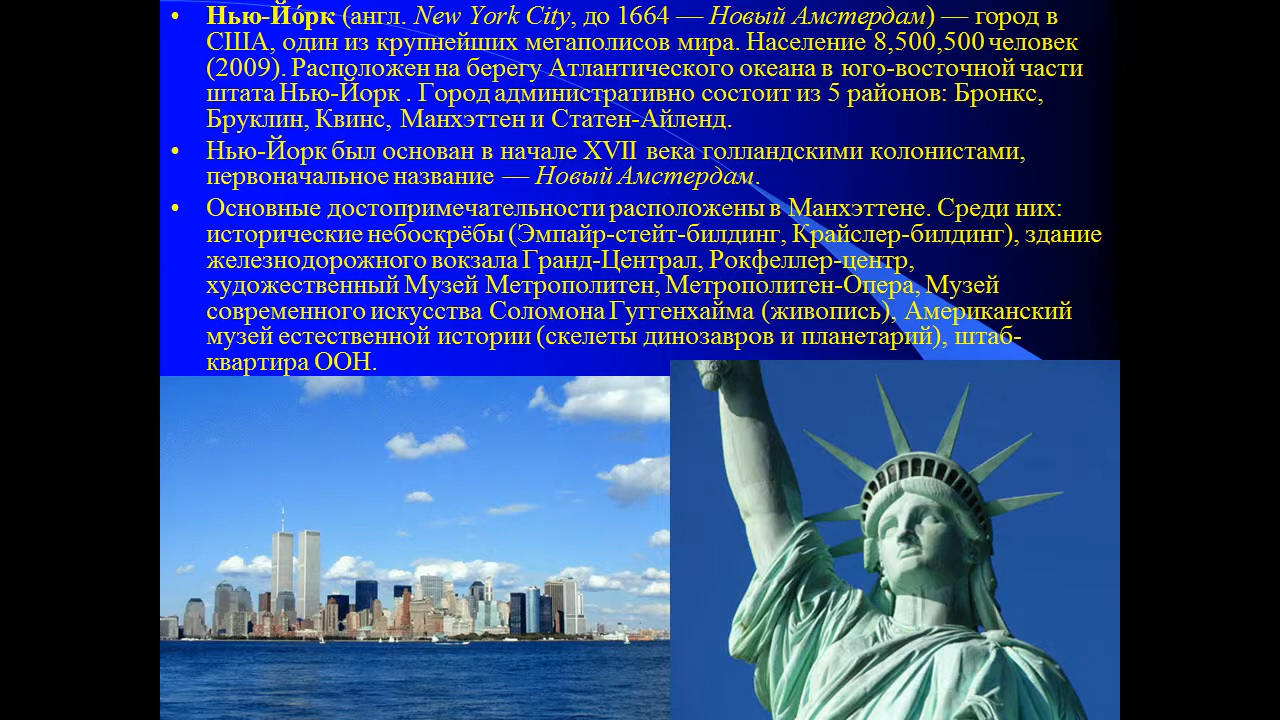 • Нью-Йо́рк (англ. New York City, до 1664 — Новый Амстердам) — город в
США, один из крупнейших мегаполисов мира. Население 8,500,500 человек
(2009). Расположен на берегу Атлантического океана в юго-восточной части
штата Нью-Йорк . Город административно состоит из 5 районов: Бронкс,
Бруклин, Квинс, Манхэттен и Статен-Айленд.
• Нью-Йорк был основан в начале XVII века голландскими колонистами,
первоначальное название — Новый Амстердам.
• Основные достопримечательности расположены в Манхэттене. Среди них:
исторические небоскрёбы (Эмпайр-стейт-билдинг, Крайслер-билдинг), здание
железнодорожного вокзала Гранд-Централ, Рокфеллер-центр,
художественный Музей Метрополитен, Метрополитен-Опера, Музей
современного искусства Соломона Гуггенхайма (живопись), Американский
музей естественной истории (скелеты динозавров и планетарий), штаб-
квартира ООН.